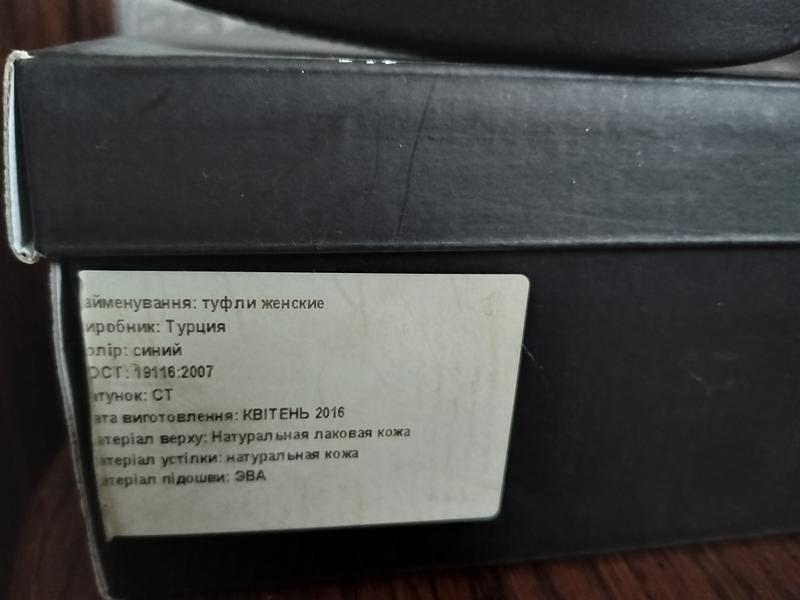 айменування: туфли женские
иробник: Турция
олір: синий
ОСТ: 19116:2007
тунок: СТ
ата виготовлення: КВІТЕНЬ 2016
атеріал верху: Натуральная лаковая кожа
атеріал устілки: натуральная кожа
атеріал підошви: ЭВА